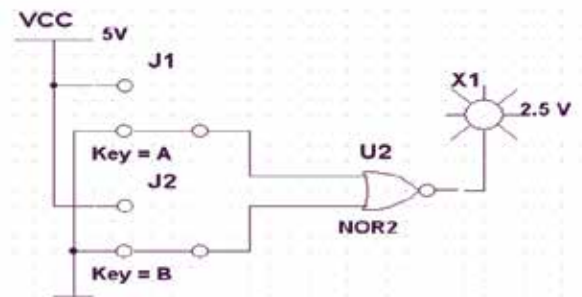 VCC
5V
J1
X1
2.5 V
Key = A
U2
J2
NOR2
Key = B